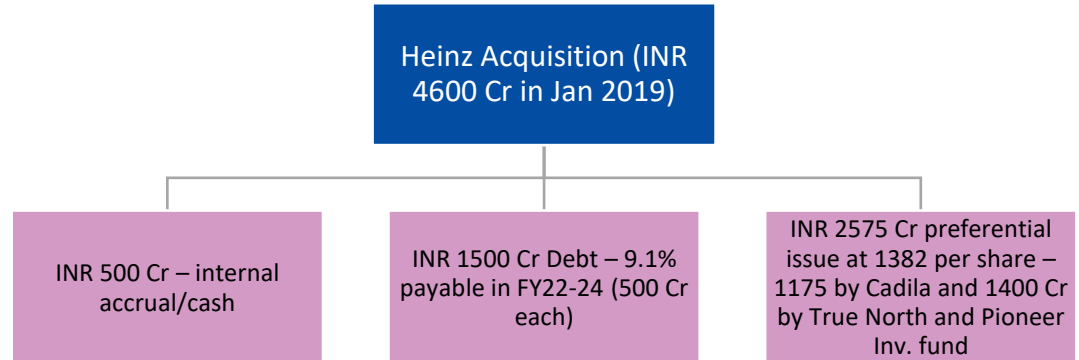 Heinz Acquisition (INR
4600 Cr in Jan 2019)
INR 500 Cr – internal
accrual/cash
INR 1500 Cr Debt – 9.1%
payable in FY22-24 (500 Cr
each)
INR 2575 Cr preferential
issue at 1382 per share –
1175 by Cadila and 1400 Cr
by True North and Pioneer
Inv. fund